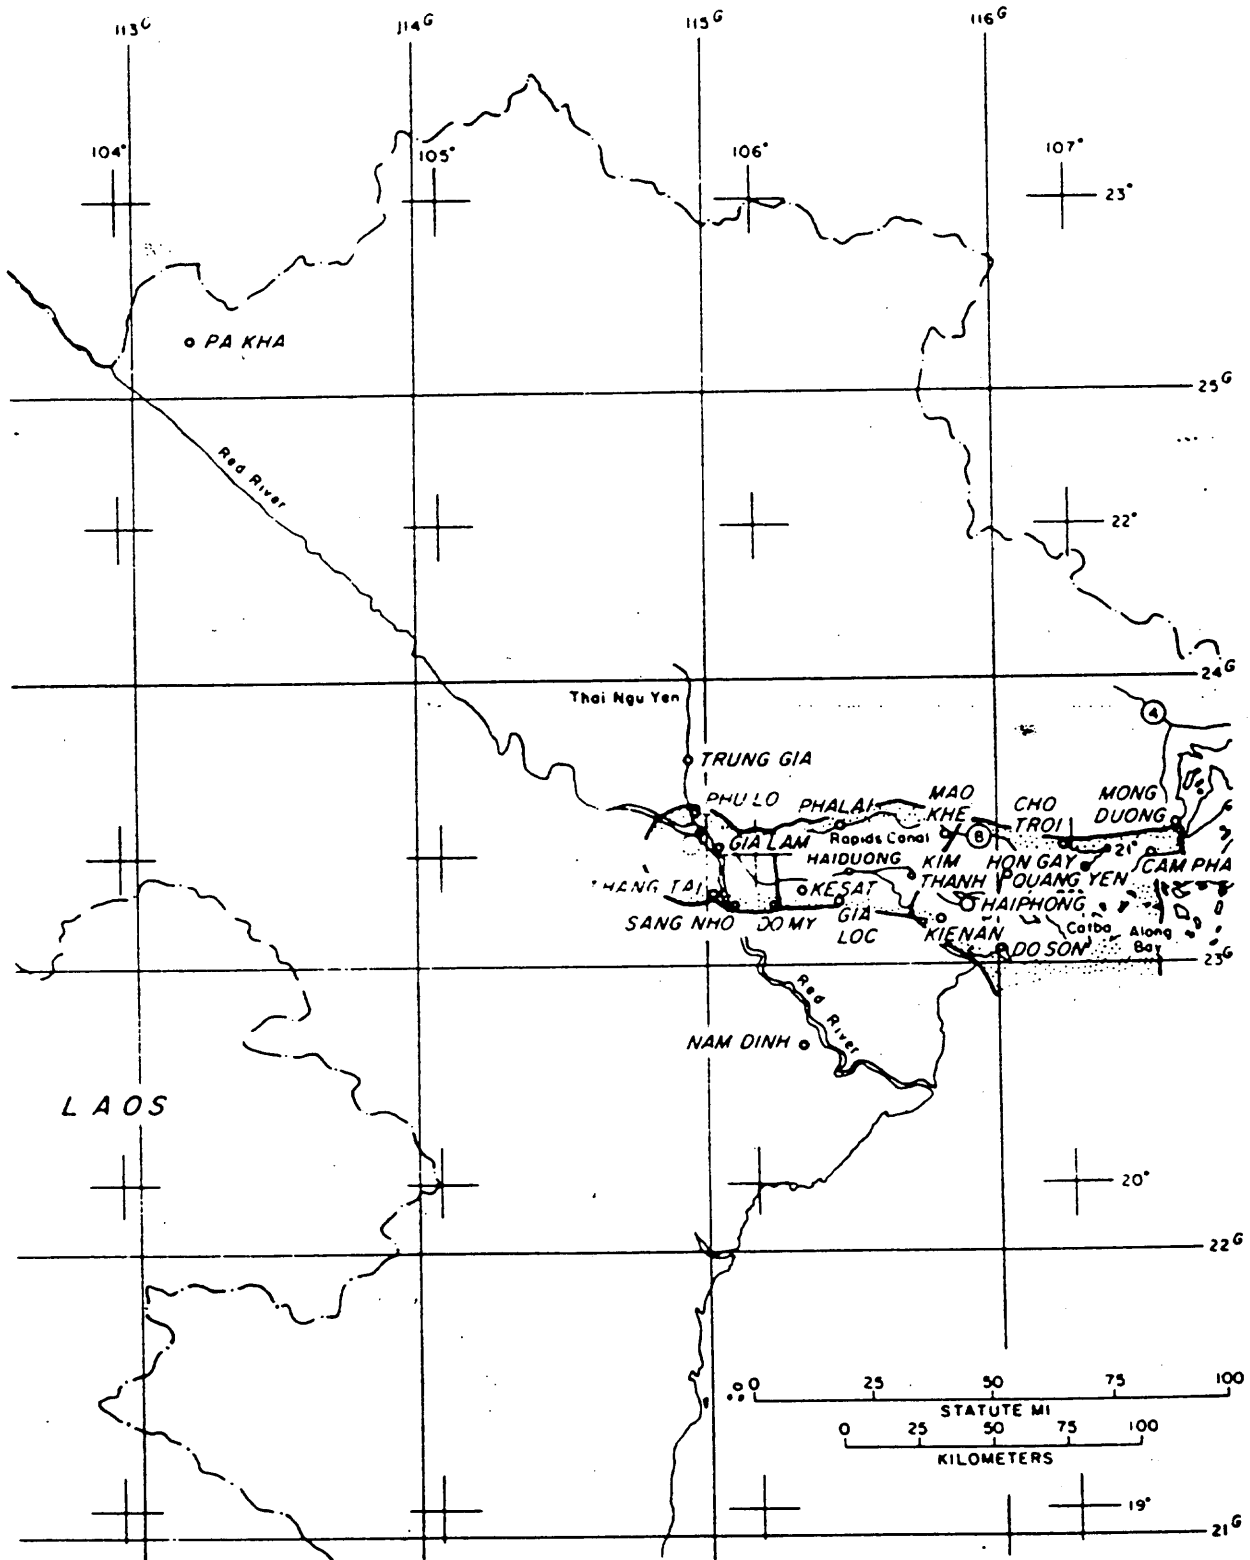 113G 114G 115G 116G
104° 105° 106° 107°
23°
PA KHA
25G
Red River
22°
24G
Thai Ngu Yen
4
TRUNG GIA
PHU LO PHALAI MAO KHE CHO TROI MONG DUONG
8
GIA LAM Rapids Canal 21°
HAIDUONG KIM THANH HON GAY CAM PHA
QUANG YEN
KESAT HAIPHONG
SANG NHO DO MY GIA LOC KIENAN Catba Along Bay
DO SON
23G
Red River
NAM DINH
LAOS
20°
22G
0 25 50 75 100
STATUTE MI
0 25 50 75 100
KILOMETERS
19°
21G